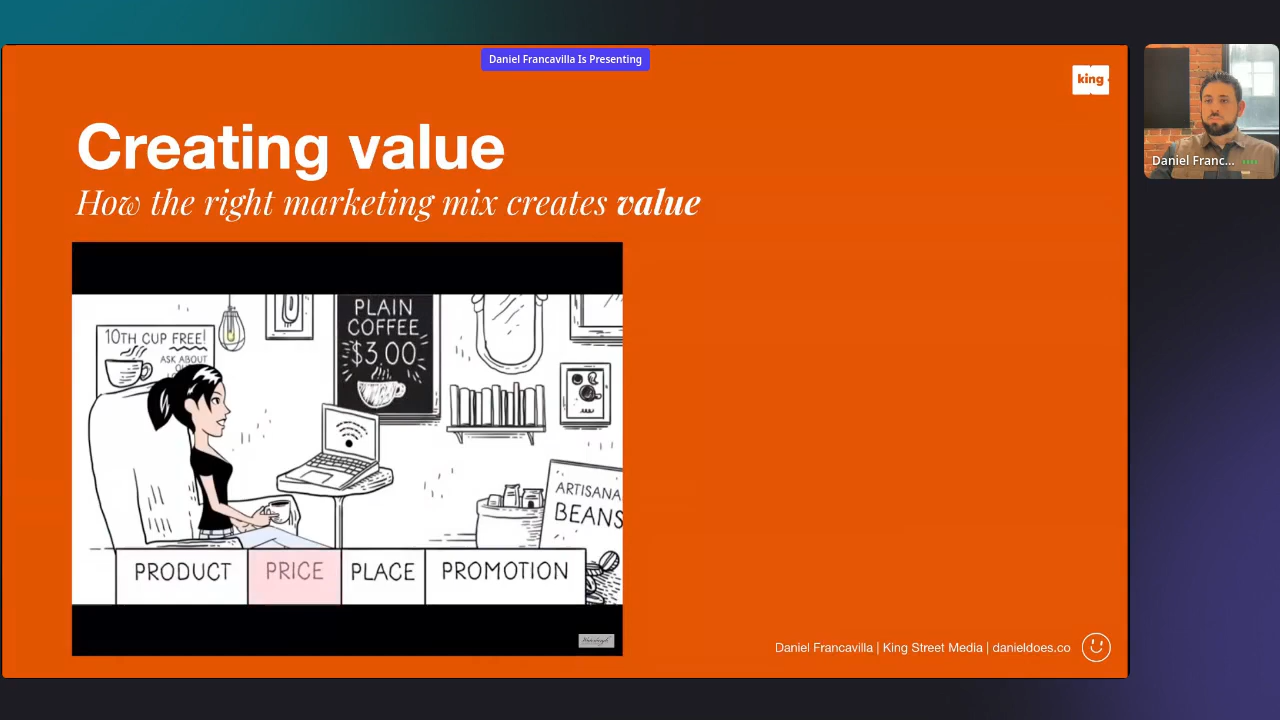 Daniel Francavilla Is Presenting
king
Creating value
How the right marketing mix creates value
Daniel Franc...
PLAIN
COFFEE
$3.00
10TH CUP FREE!
ASK ABOUT
ARTISANA
BEANS
PRODUCT
PRICE
PLACE
PROMOTION
Daniel Francavilla | King Street Media | danieldoes.co